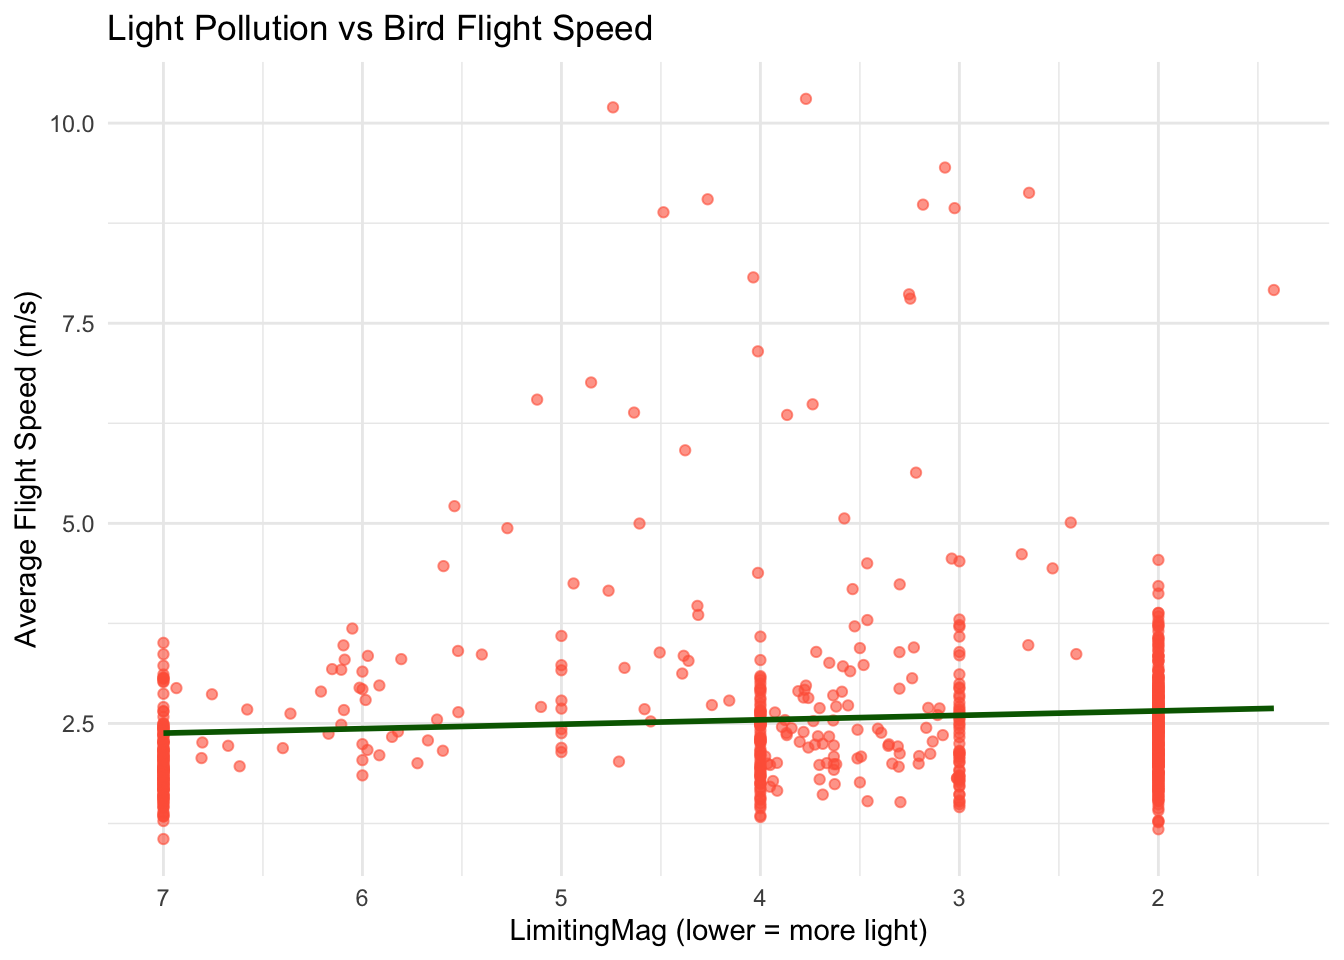 Light Pollution vs Bird Flight Speed
Average Flight Speed (m/s)
10.0
7.5
5.0
2.5
7 6 5 4 3 2
LimitingMag (lower = more light)